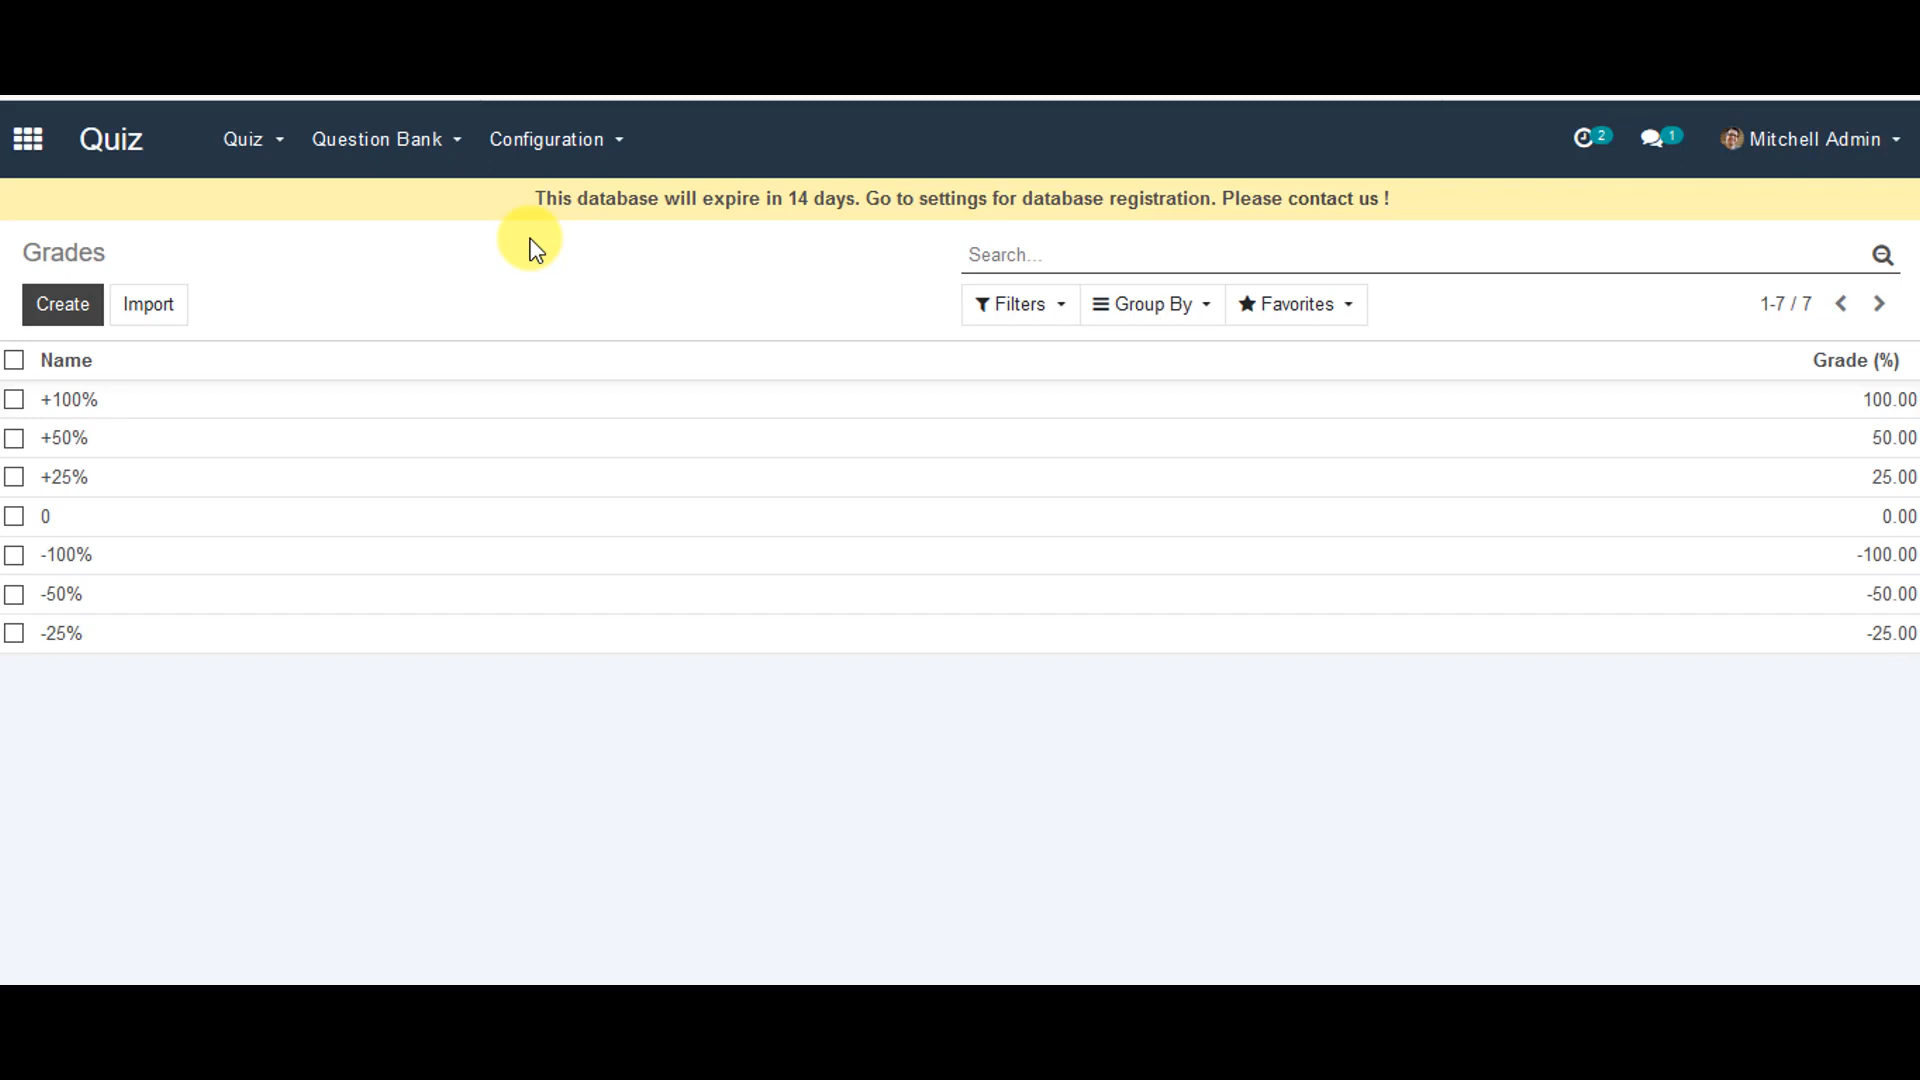 Quiz Quiz Question Bank Configuration 2 1 Mitchell Admin
This database will expire in 14 days. Go to settings for database registration. Please contact us !
Grades Search...
Create Import Filters Group By Favorites 1-7 / 7
Name Grade (%)
+100% 100.00
+50% 50.00
+25% 25.00
0 0.00
-100% -100.00
-50% -50.00
-25% -25.00